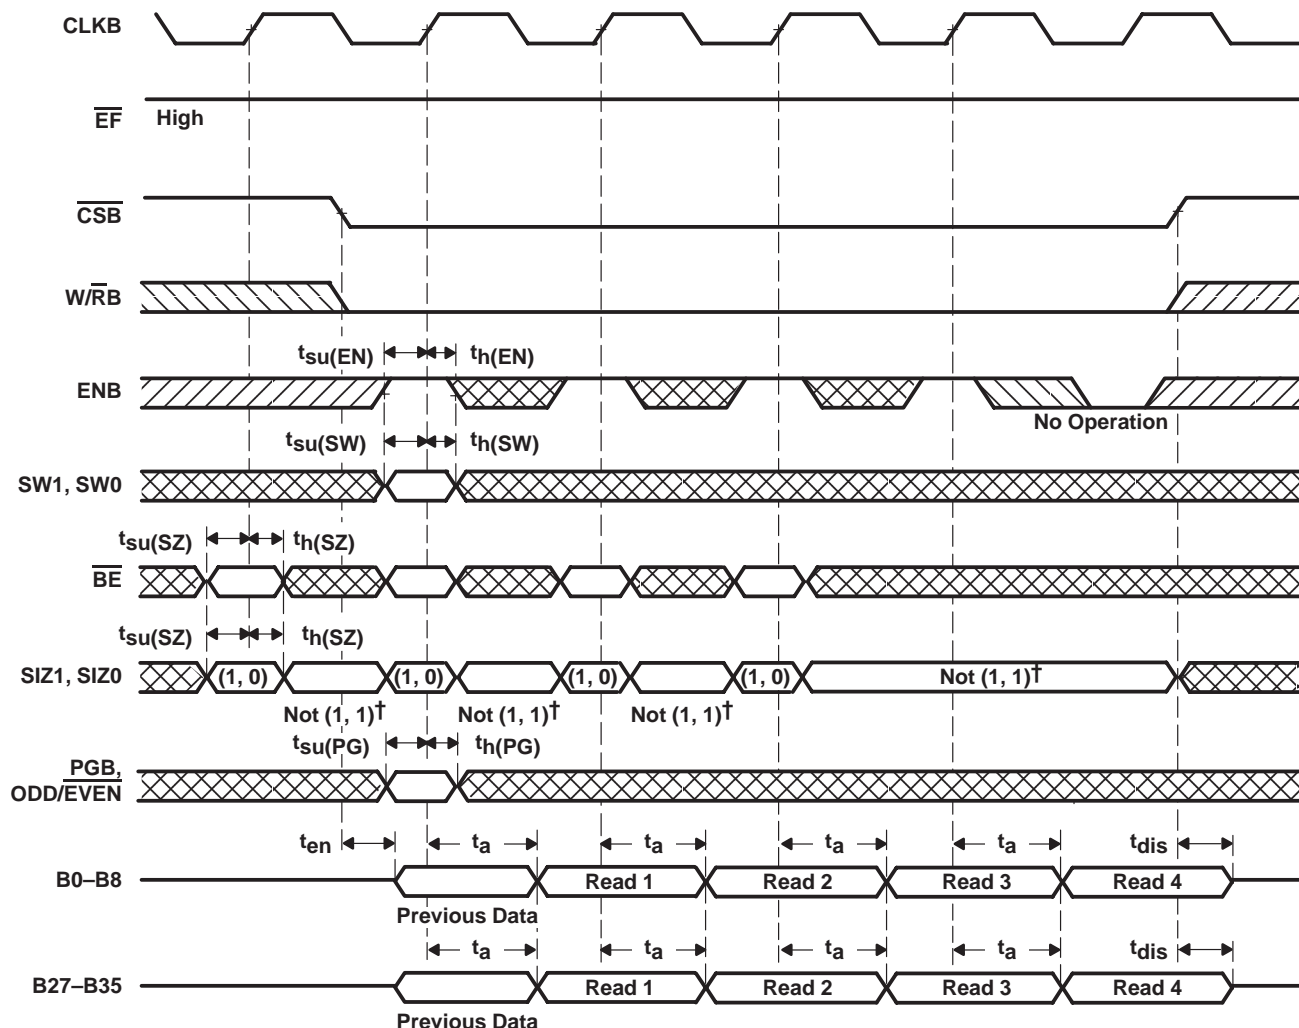 CLKB
EF
High
CSB
W/RB
tsu(EN) th(EN)
ENB
No Operation
tsu(SW) th(SW)
SW1, SW0
tsu(SZ) th(SZ)
BE
tsu(SZ) th(SZ)
SIZ1, SIZ0 (1, 0) (1, 0) (1, 0) (1, 0) Not (1, 1)†
Not (1, 1)† Not (1, 1)† Not (1, 1)†
tsu(PG) th(PG)
PGB,
ODD/EVEN
ten ta ta ta ta tdis
B0–B8 Read 1 Read 2 Read 3 Read 4
Previous Data
ta ta ta ta tdis
B27–B35 Read 1 Read 2 Read 3 Read 4
Previous Data